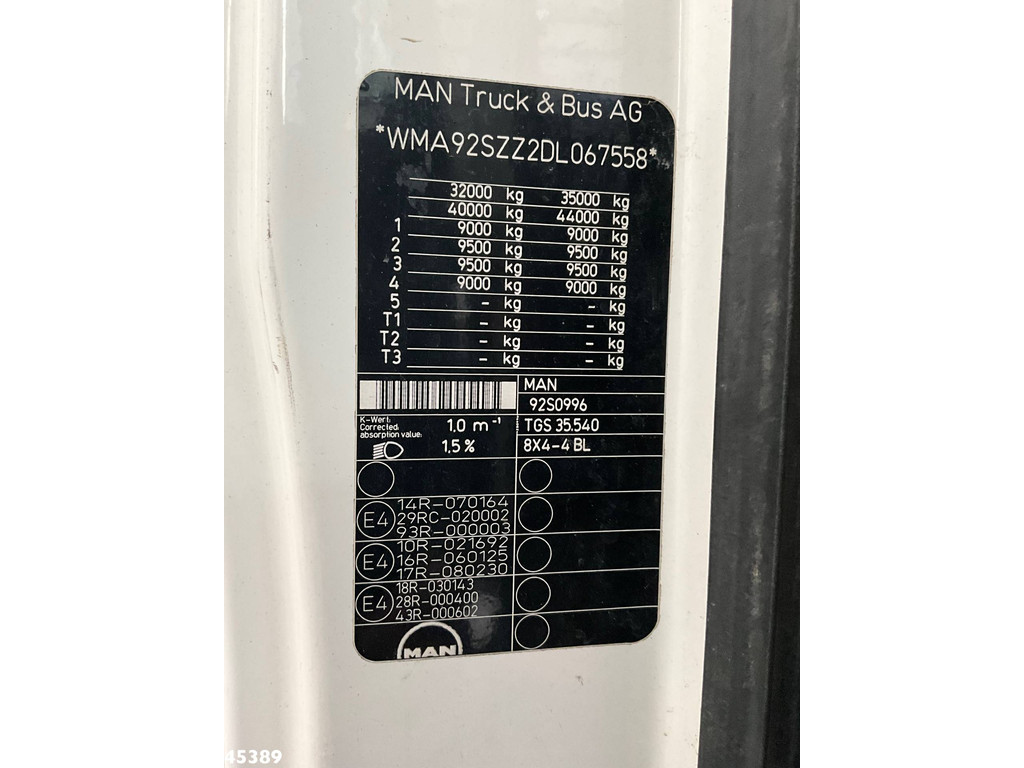 MAN Truck & Bus AG
*WMA92SZZ2DL067558*
32000 kg 35000 kg
40000 kg 44000 kg
1 9000 kg 9000 kg
2 9500 kg 9500 kg
3 9500 kg 9500 kg
4 9000 kg 9000 kg
5 - kg - kg
T1 - kg - kg
T2 - kg - kg
T3 - kg - kg
MAN
92S0996
K-Wert:
Corrected
absorption value:
1.0 m⁻¹
TGS 35.540
1,5 %
8X4-4 BL
14R-070164
E4 29RC-020002
93R-000003
10R-021692
E4 16R-060125
17R-080230
18R-030143
E4 28R-000400
43R-000602
MAN
45389